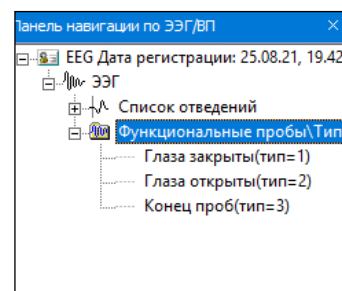 Панель навигации по ЭЭГ/ВП
EEG Дата регистрации: 25.08.21, 19.42
ЭЭГ
Список отведений
Функциональные пробы\Тип
Глаза закрыты(тип=1)
Глаза открыты(тип=2)
Конец проб(тип=3)